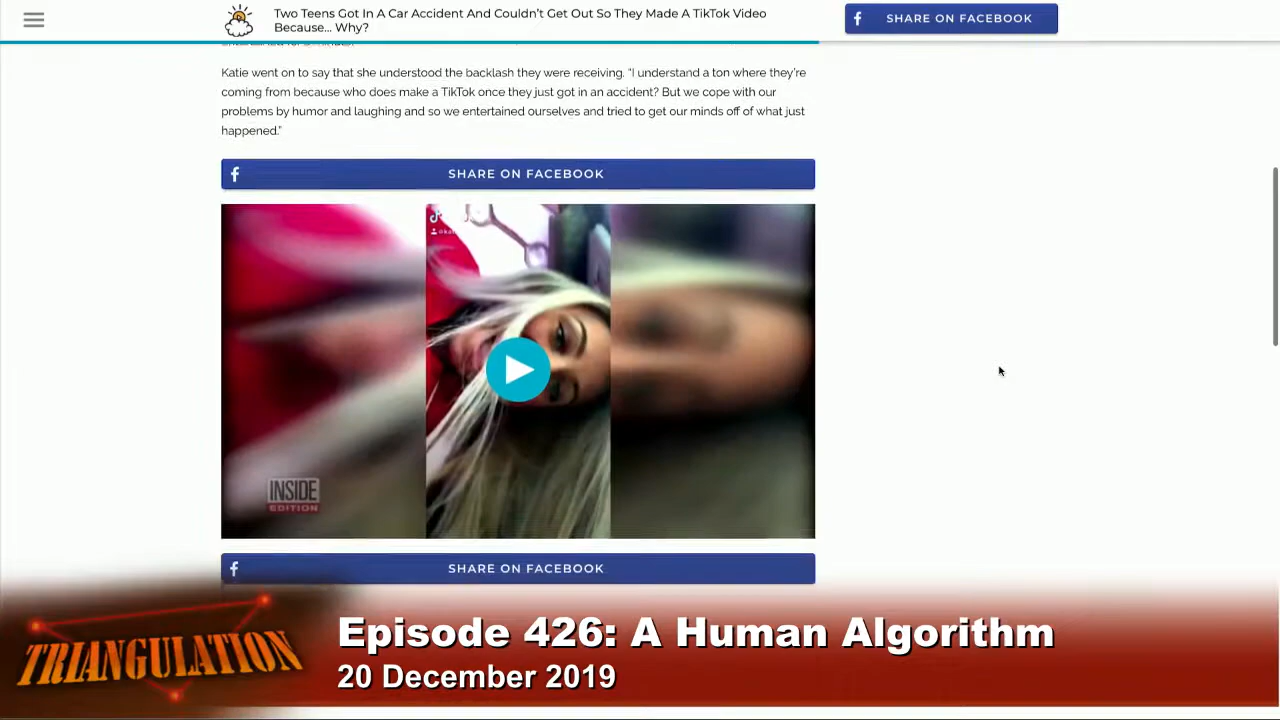 Two Teens Got In A Car Accident And Couldn't Get Out So They Made A TikTok Video
Because... Why?
SHARE ON FACEBOOK
Katie went on to say that she understood the backlash they were receiving. “I understand a ton where they're
coming from because who does make a TikTok once they just got in an accident? But we cope with our
problems by humor and laughing and so we entertained ourselves and tried to get our minds off of what just
happened.”
SHARE ON FACEBOOK
INSIDE
EDITION
SHARE ON FACEBOOK
TRIANGULATION
Episode 426: A Human Algorithm
20 December 2019